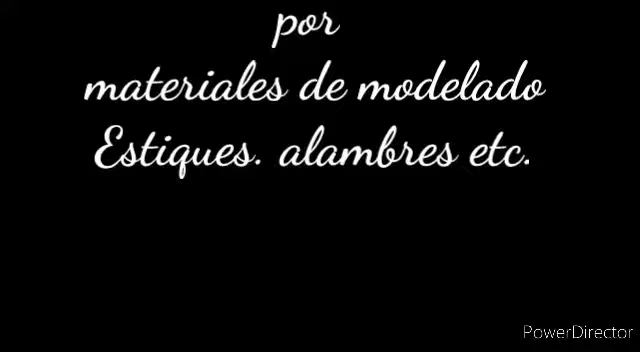 por
materiales de modelado
Estiques. alambres etc.
PowerDirector